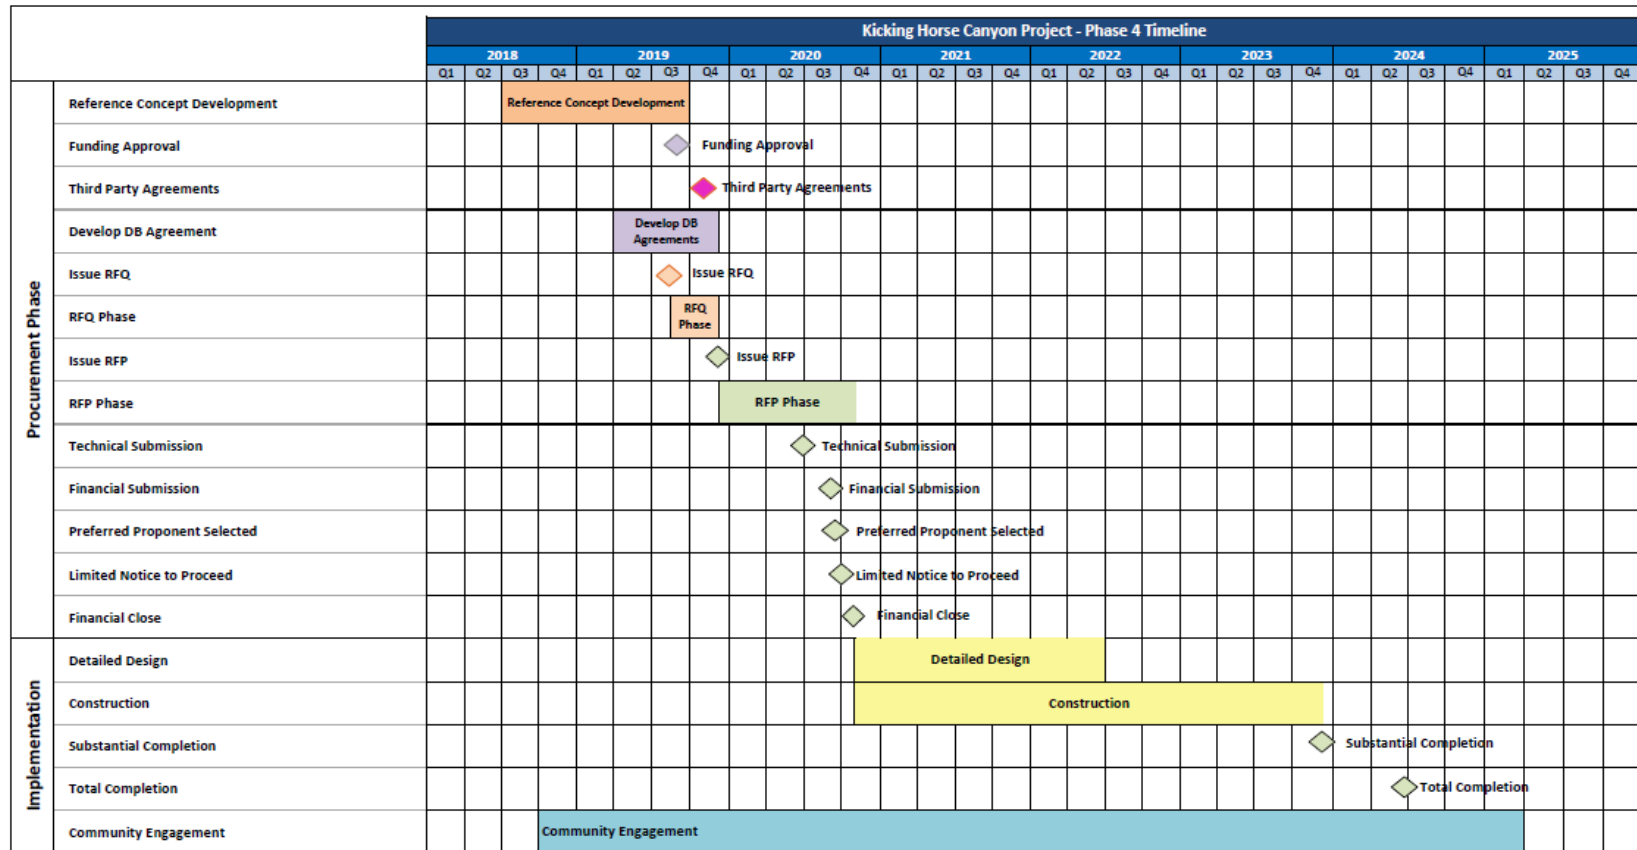 Kicking Horse Canyon Project - Phase 4 Timeline
2018 2019 2020 2021 2022 2023 2024 2025
Q1 Q2 Q3 Q4 Q1 Q2 Q3 Q4 Q1 Q2 Q3 Q4 Q1 Q2 Q3 Q4 Q1 Q2 Q3 Q4 Q1 Q2 Q3 Q4 Q1 Q2 Q3 Q4 Q1 Q2 Q3 Q4
Procurement Phase
Reference Concept Development Reference Concept Development
Funding Approval Funding Approval
Third Party Agreements Third Party Agreements
Develop DB Agreement Develop DB
Agreements
Issue RFQ Issue RFQ
RFQ Phase RFQ
Phase
Issue RFP Issue RFP
RFP Phase RFP Phase
Technical Submission Technical Submission
Financial Submission Financial Submission
Preferred Proponent Selected Preferred Proponent Selected
Limited Notice to Proceed Limited Notice to Proceed
Financial Close Financial Close
Implementation
Detailed Design Detailed Design
Construction Construction
Substantial Completion Substantial Completion
Total Completion Total Completion
Community Engagement Community Engagement